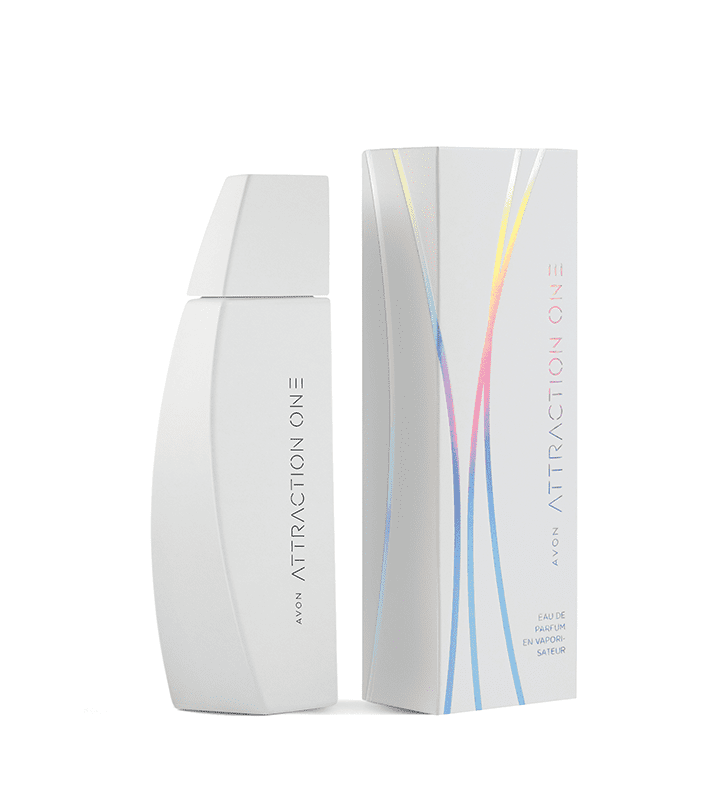 AVON ATTRACTION ONE
AVON ATTRACTION ONE
EAU DE
PARFUM
EN VAPORI-
SATEUR